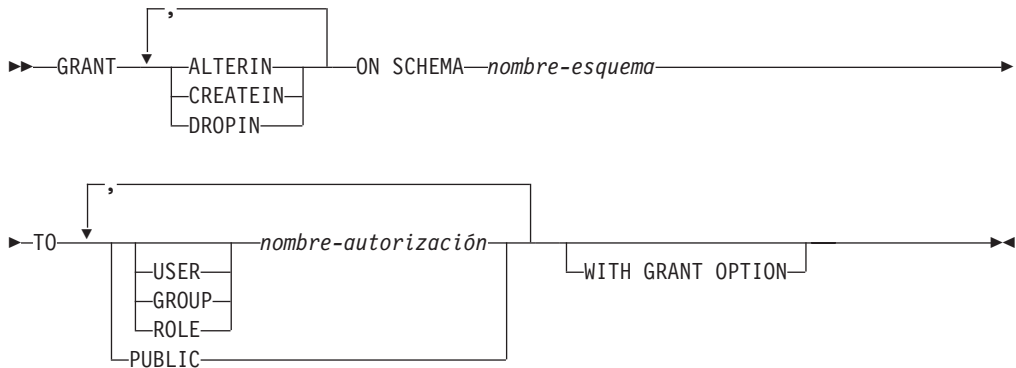 ,
GRANT ALTERIN ON SCHEMA nombre-esquema
CREATEIN
DROPIN
,
TO nombre-autorización
USER WITH GRANT OPTION
GROUP
ROLE
PUBLIC